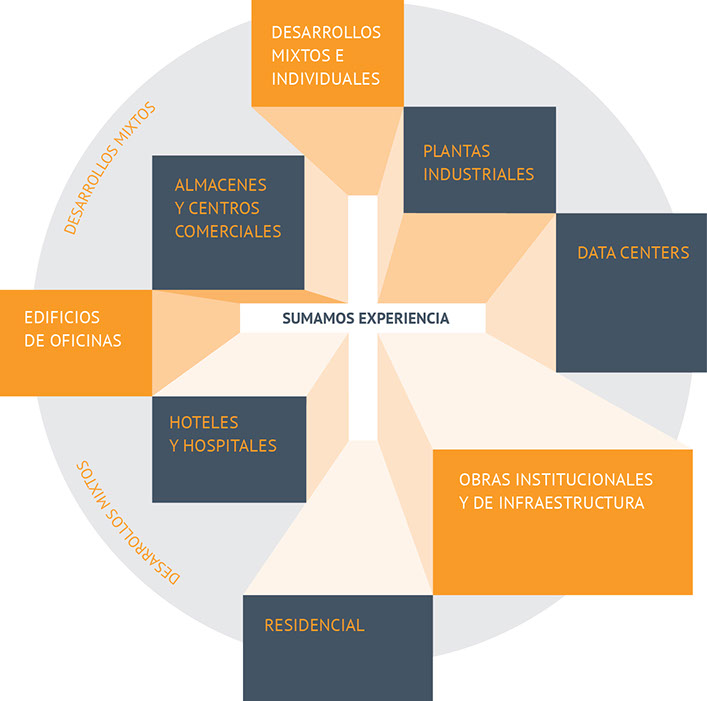 DESARROLLOS
MIXTOS E
INDIVIDUALES
DESARROLLOS MIXTOS
PLANTAS
INDUSTRIALES
ALMACENES
Y CENTROS
COMERCIALES
DATA CENTERS
EDIFICIOS
DE OFICINAS
SUMAMOS EXPERIENCIA
HOTELES
Y HOSPITALES
OBRAS INSTITUCIONALES
Y DE INFRAESTRUCTURA
DESARROLLOS MIXTOS
RESIDENCIAL